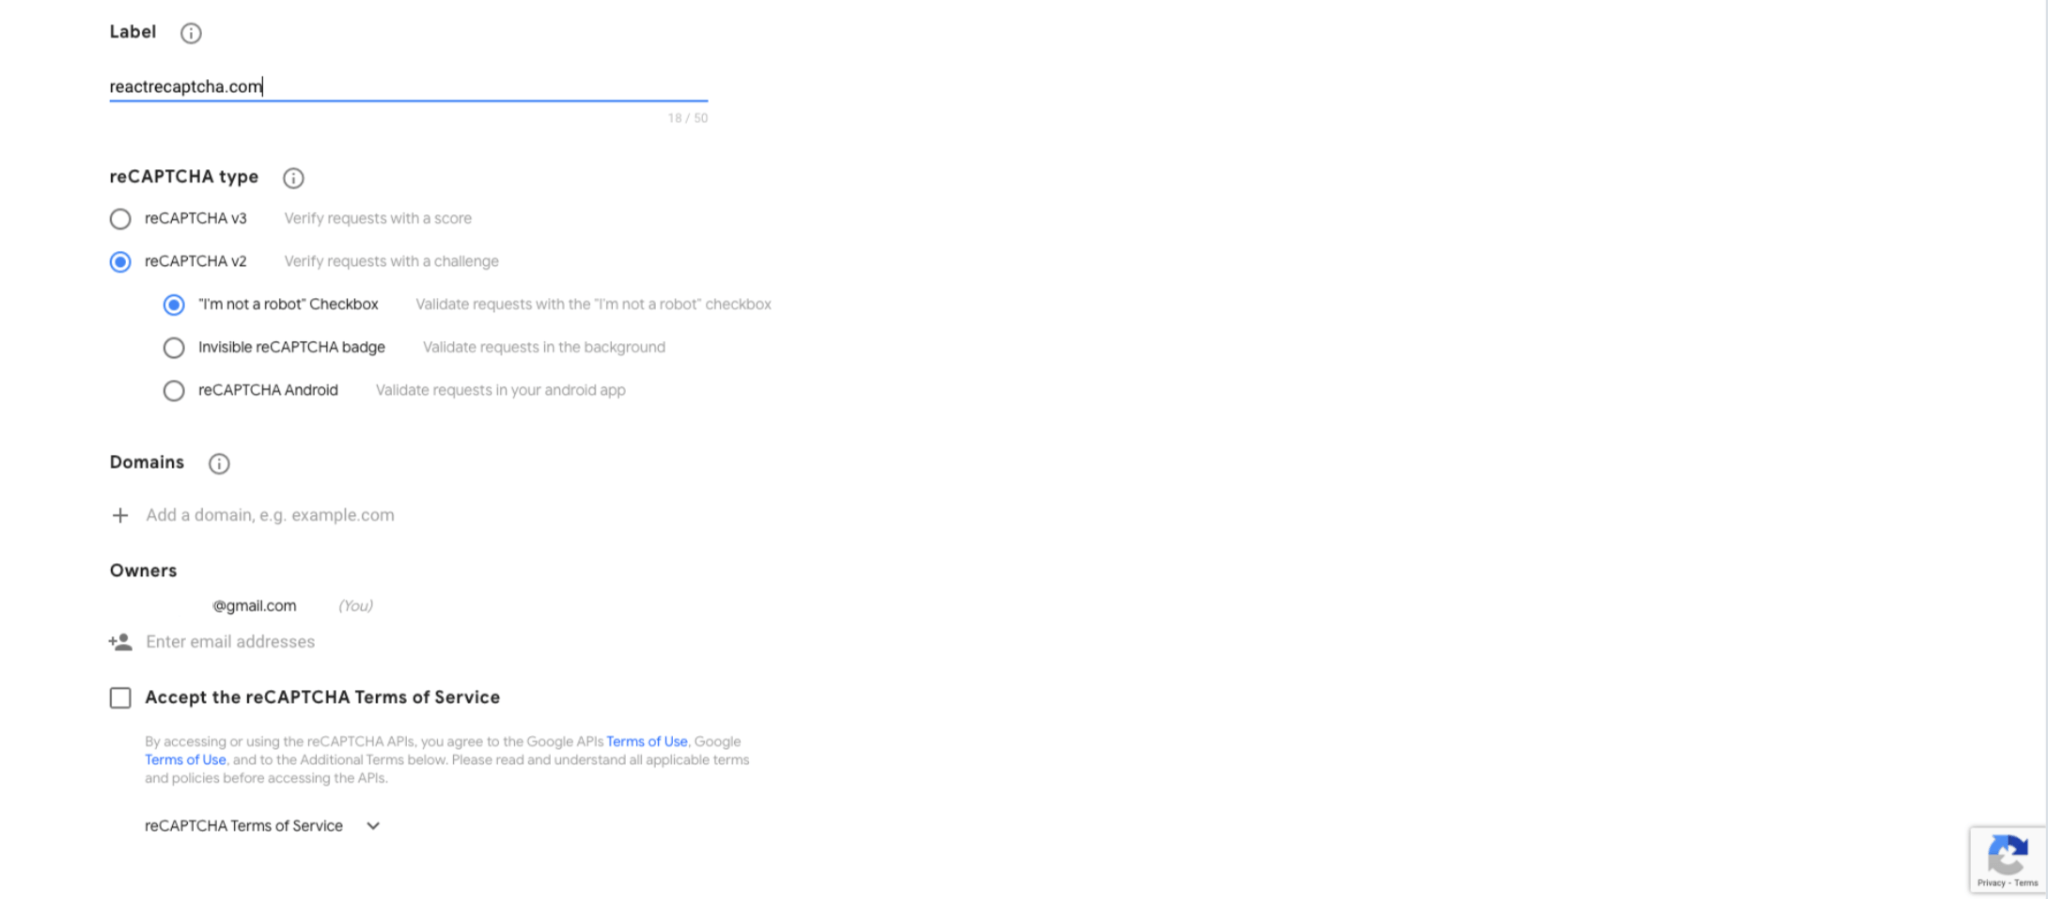 Label
reactrecaptcha.com
18 / 50
reCAPTCHA type
reCAPTCHA v3 Verify requests with a score
reCAPTCHA v2 Verify requests with a challenge
"I'm not a robot" Checkbox Validate requests with the "I'm not a robot" checkbox
Invisible reCAPTCHA badge Validate requests in the background
reCAPTCHA Android Validate requests in your android app
Domains
Add a domain, e.g. example.com
Owners
@gmail.com (You)
Enter email addresses
Accept the reCAPTCHA Terms of Service
By accessing or using the reCAPTCHA APIs, you agree to the Google APIs Terms of Use, Google
Terms of Use, and to the Additional Terms below. Please read and understand all applicable terms
and policies before accessing the APIs.
reCAPTCHA Terms of Service
Privacy - Terms